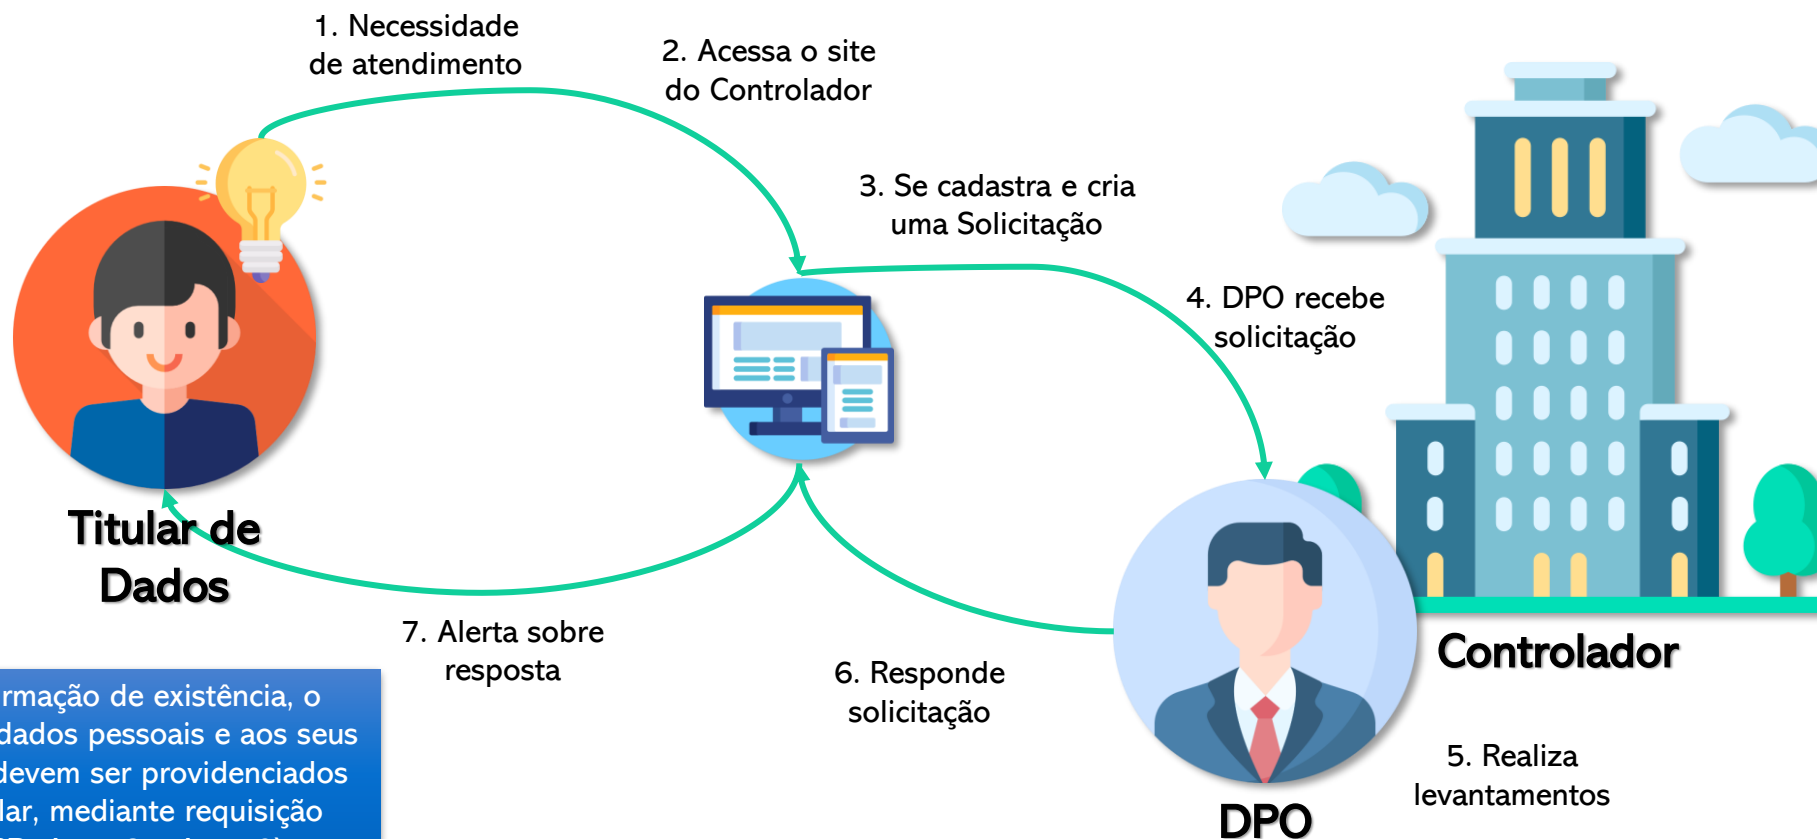 1. Necessidade
de atendimento
2. Acessa o site
do Controlador
3. Se cadastra e cria
uma Solicitação
4. DPO recebe
solicitação
Titular de
Dados
7. Alerta sobre
resposta
6. Responde
solicitação
Controlador
5. Realiza
levantamentos
DPO
rmação de existência, o
dados pessoais e aos seus
devem ser providenciados
lar, mediante requisição